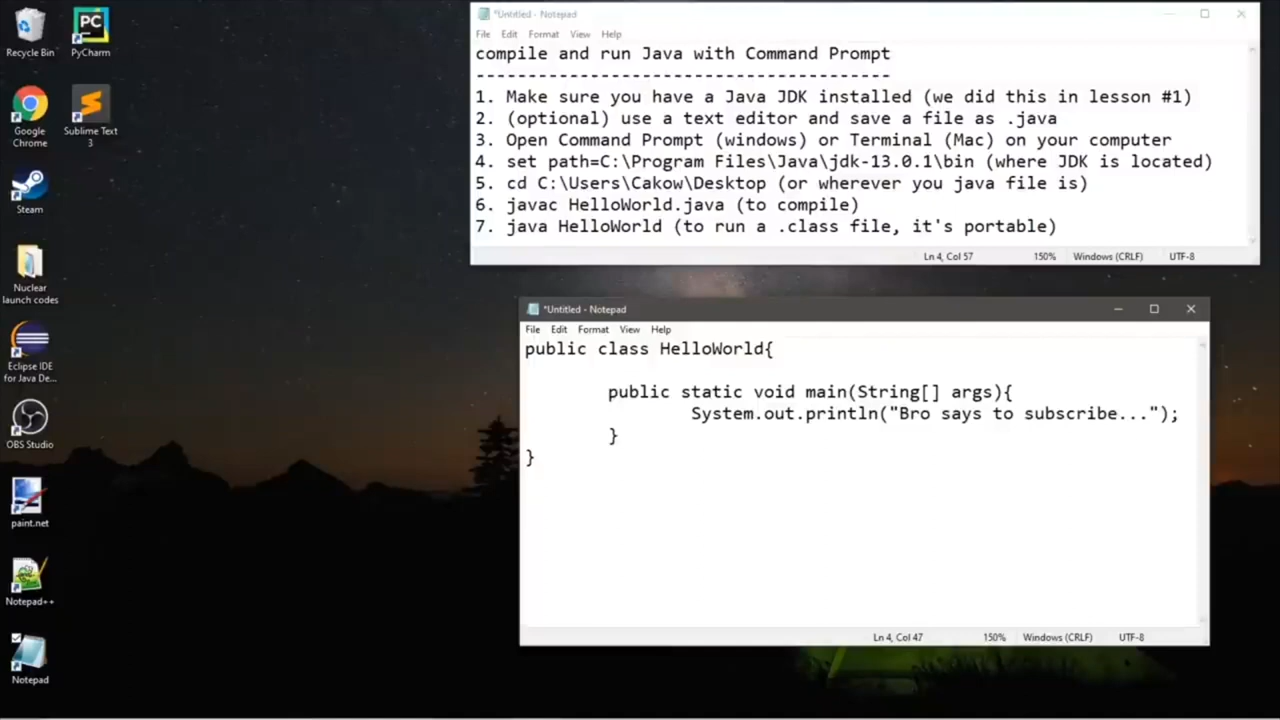 Recycle Bin
PyCharm
Google
Chrome
Sublime Text
3
Steam
Nuclear
launch codes
Eclipse IDE
for Java De...
OBS Studio
paint.net
Notepad++
Notepad
*Untitled - Notepad
File Edit Format View Help
compile and run Java with Command Prompt
----------------------------------------
1. Make sure you have a Java JDK installed (we did this in lesson #1)
2. (optional) use a text editor and save a file as .java
3. Open Command Prompt (windows) or Terminal (Mac) on your computer
4. set path=C:\Program Files\Java\jdk-13.0.1\bin (where JDK is located)
5. cd C:\Users\Cakow\Desktop (or wherever you java file is)
6. javac HelloWorld.java (to compile)
7. java HelloWorld (to run a .class file, it's portable)
Ln 4, Col 57 150% Windows (CRLF) UTF-8
*Untitled - Notepad
File Edit Format View Help
public class HelloWorld{
public static void main(String[] args){
System.out.println("Bro says to subscribe...");
}
}
Ln 4, Col 47 150% Windows (CRLF) UTF-8